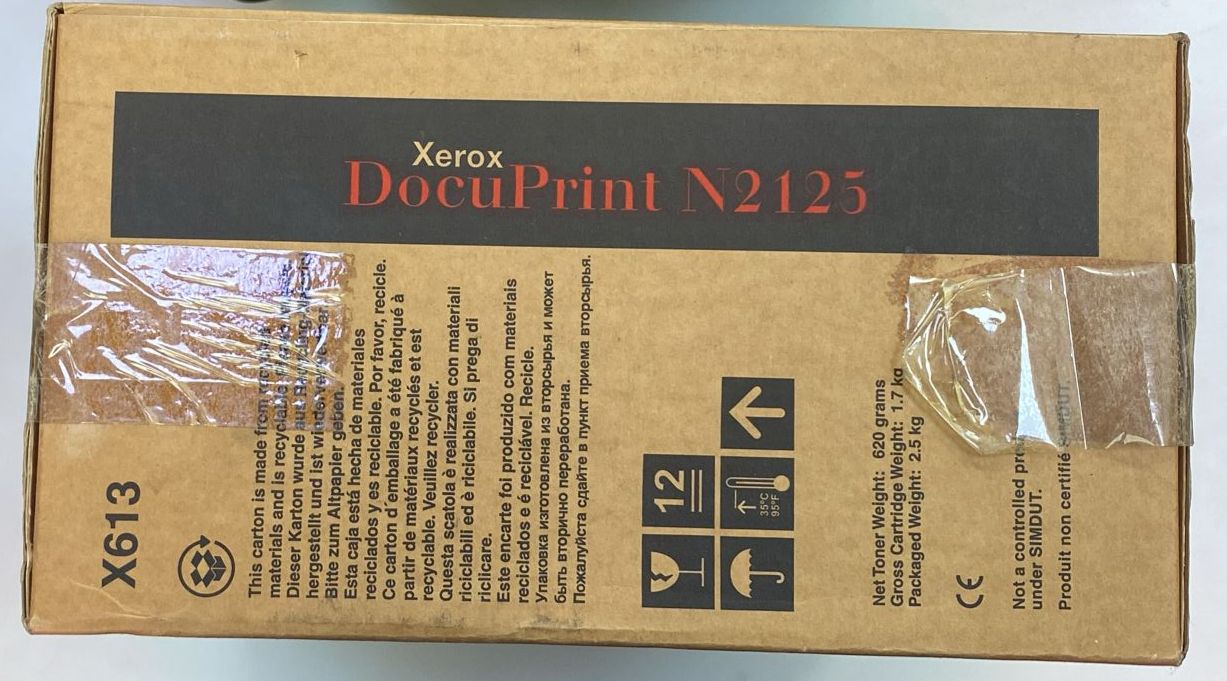 Xerox
DocuPrint N2125
X613
This carton is made from recycled
materials and is recyclable.
Dieser Karton wurde aus
hergestellt und ist wiederverwertbar.
Bitte zum Altpapier geben.
Esta caja está hecha de materiales
reciclados y es reciclable. Por favor, recicle.
Ce carton d'emballage a été fabriqué à
partir de matériaux recyclés et est
recyclable. Veuillez recycler.
Questa scatola è realizzata con materiali
riciclabili ed è riciclabile. Si prega di
riclicare.
Este encarte foi produzido com materiais
reciclados e é reciclável. Recicle.
Упаковка изготовлена из вторсырья и может
быть вторично переработана.
Пожалуйста сдайте в пункт приема вторсырья.
12
35°C
95°F
Net Toner Weight: 620 grams
Gross Cartridge Weight: 1.7 kg
Packaged Weight: 2.5 kg
CE
Not a controlled
under SIMDUT.
Produit non certifié SIMDUT.